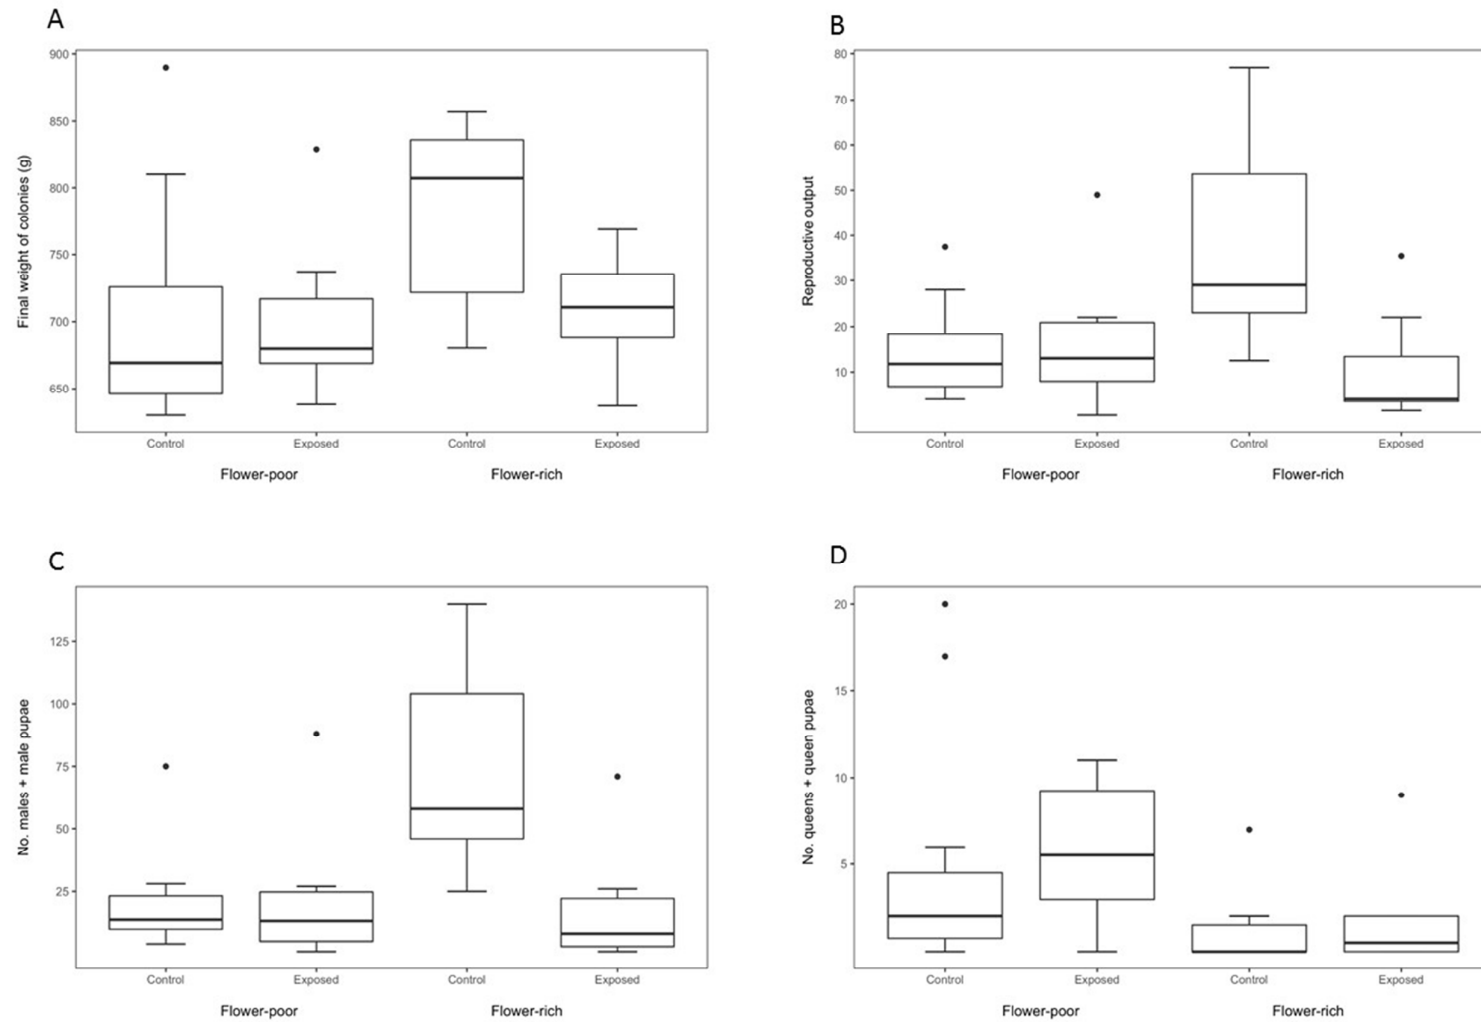 A
Final weight of colonies (g)
900
850
800
750
700
650
Control Exposed Control Exposed
Flower-poor Flower-rich
B
Reproductive output
80
70
60
50
40
30
20
10
Control Exposed Control Exposed
Flower-poor Flower-rich
C
No. males + male pupae
125
100
75
50
25
Control Exposed Control Exposed
Flower-poor Flower-rich
D
No. queens + queen pupae
20
15
10
5
Control Exposed Control Exposed
Flower-poor Flower-rich